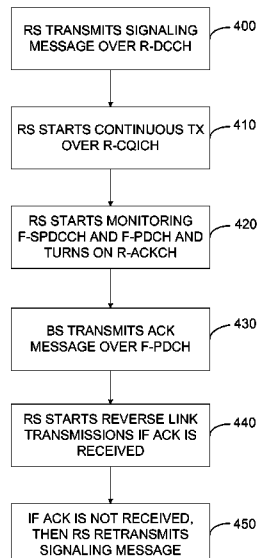 RS TRANSMITS SIGNALING
MESSAGE OVER R-DCCH
400
RS STARTS CONTINUOUS TX
OVER R-CQICH
410
RS STARTS MONITORING
F-SPDCCH AND F-PDCH AND
TURNS ON R-ACKCH
420
BS TRANSMITS ACK
MESSAGE OVER F-PDCH
430
RS STARTS REVERSE LINK
TRANSMISSIONS IF ACK IS
RECEIVED
440
IF ACK IS NOT RECEIVED,
THEN RS RETRANSMITS
SIGNALING MESSAGE
450